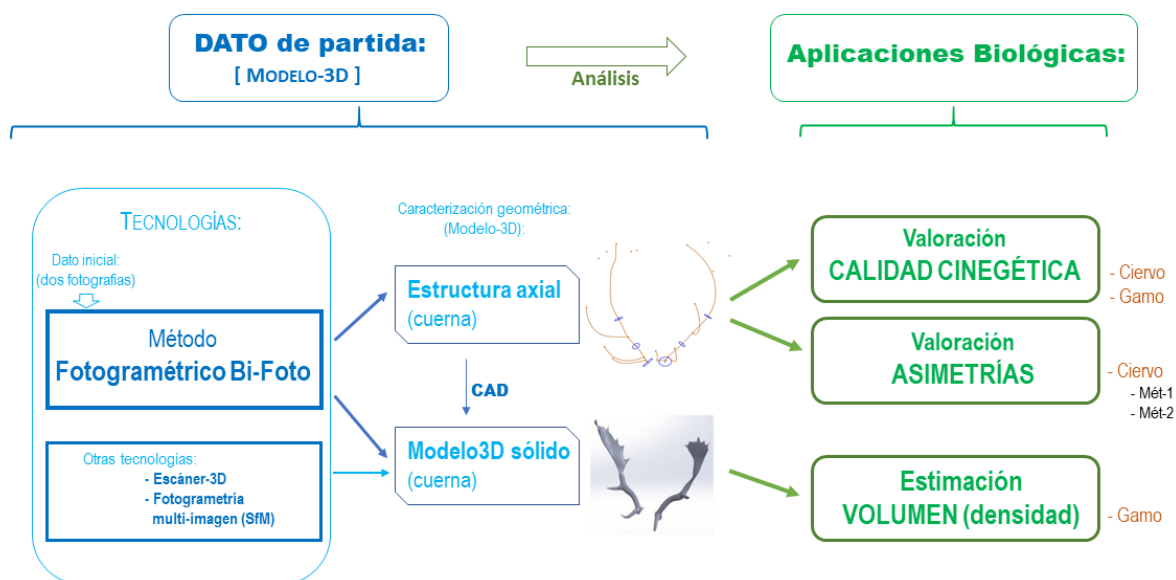 DATO de partida:
[ MODELO-3D ]
Análisis
Aplicaciones Biológicas:
TECNOLOGÍAS:
Dato inicial:
(dos fotografias)
Método
Fotogramétrico Bi-Foto
Otras tecnologías:
- Escáner-3D
- Fotogrametría
multi-imagen (SfM)
Caracterización geométrica:
(Modelo-3D):
Estructura axial
(cuerna)
CAD
Modelo3D sólido
(cuerna)
Valoración
CALIDAD CINEGÉTICA
- Ciervo
- Gamo
Valoración
ASIMETRÍAS
- Ciervo
- Mét-1
- Mét-2
Estimación
VOLUMEN (densidad)
- Gamo